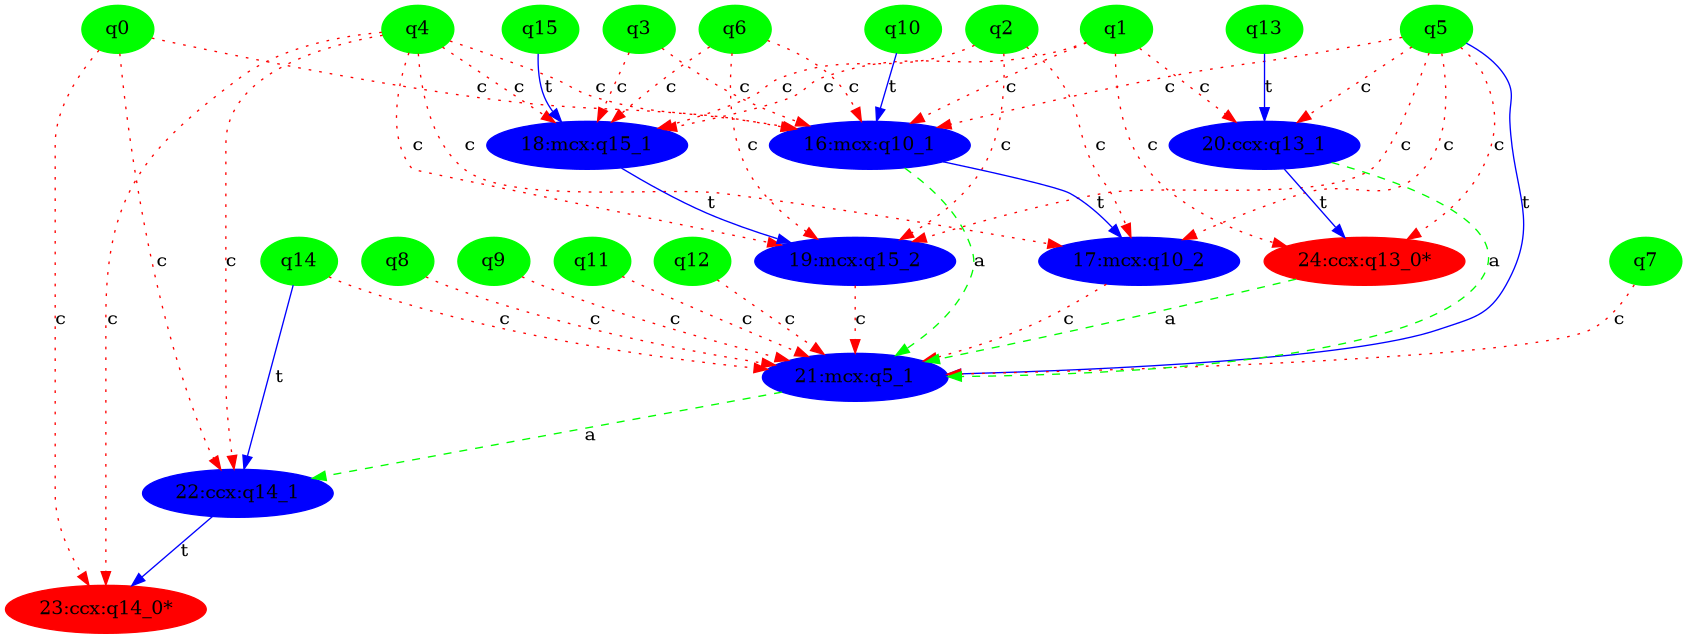 q0
q4
q15
q3
q6
q10
q2
q1
q13
q5
c
c
t
c
c
c
c
c
c
t
c
c
t
c
18:mcx:q15_1
16:mcx:q10_1
20:ccx:q13_1
c
c
c
c
c
c
c
c
c
t
t
t
q14
q8
q9
q11
q12
19:mcx:q15_2
17:mcx:q10_2
24:ccx:q13_0*
q7
c
c
a
a
t
c
c
c
c
c
c
c
a
c
t
21:mcx:q5_1
a
22:ccx:q14_1
t
23:ccx:q14_0*